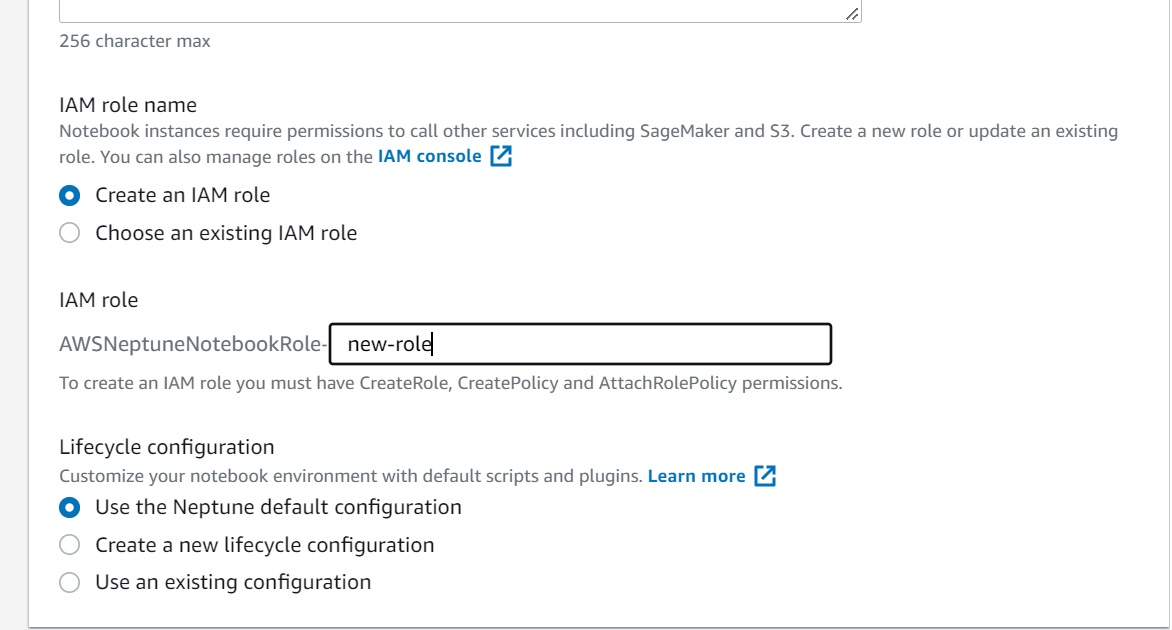 256 character max
IAM role name
Notebook instances require permissions to call other services including SageMaker and S3. Create a new role or update an existing
role. You can also manage roles on the IAM console
Create an IAM role
Choose an existing IAM role
IAM role
AWSNeptuneNotebookRole- new-role
To create an IAM role you must have CreateRole, CreatePolicy and AttachRolePolicy permissions.
Lifecycle configuration
Customize your notebook environment with default scripts and plugins. Learn more
Use the Neptune default configuration
Create a new lifecycle configuration
Use an existing configuration